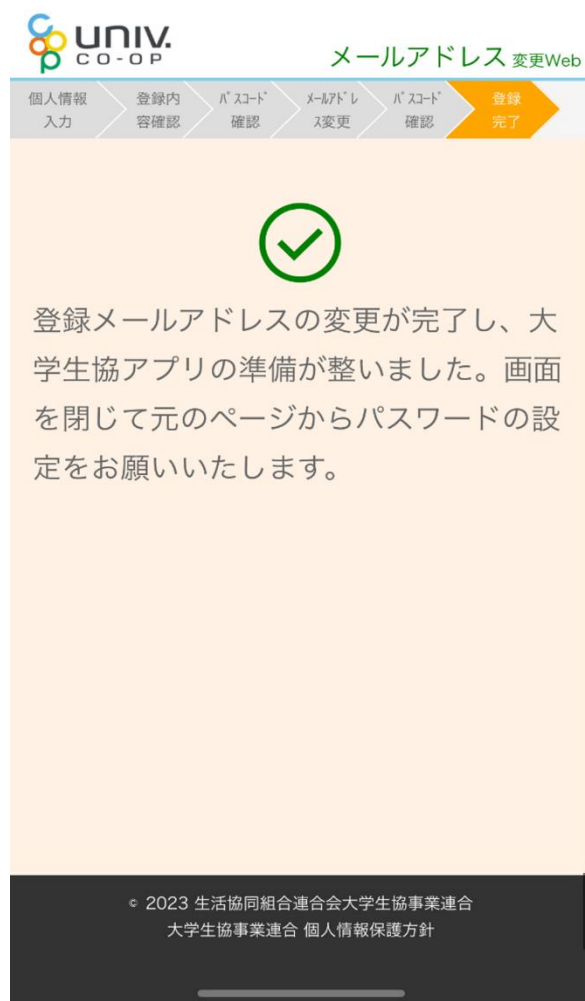 UNIV.
CO-OP
メールアドレス 変更Web
個人情報
入力
登録内
容確認
ﾊﾟｽｺｰﾄﾞ
確認
ﾒｰﾙｱﾄﾞﾚ
ｽ変更
ﾊﾟｽｺｰﾄﾞ
確認
登録
完了
登録メールアドレスの変更が完了し、大
学生協アプリの準備が整いました。画面
を閉じて元のページからパスワードの設
定をお願いいたします。
© 2023 生活協同組合連合会大学生協事業連合
大学生協事業連合 個人情報保護方針